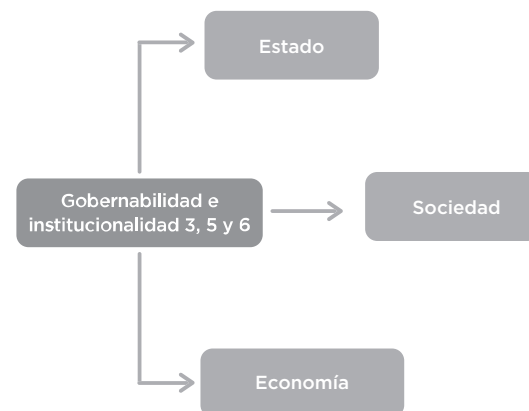 Estado
Gobernabilidad e
institucionalidad 3, 5 y 6
Sociedad
Economía